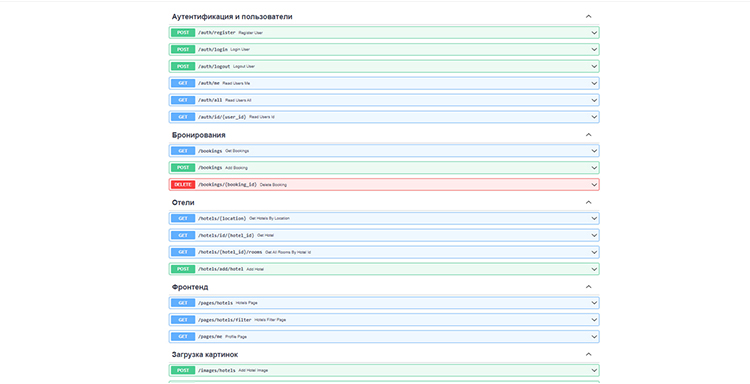 Аутентификация и пользователи
POST /auth/register Register User
POST /auth/login Login User
POST /auth/logout Logout User
GET /auth/me Read Users Me
GET /auth/all Read Users All
GET /auth/id/{user_id} Read Users Id
Бронирования
GET /bookings Get Bookings
POST /bookings Add Booking
DELETE /bookings/{booking_id} Delete Booking
Отели
GET /hotels/{location} Get Hotels By Location
GET /hotels/id/{hotel_id} Get Hotel
GET /hotels/{hotel_id}/rooms Get All Rooms By Hotel Id
POST /hotels/add/hotel Add Hotel
Фронтенд
GET /pages/hotels Hotels Page
GET /pages/hotels/filter Hotels Filter Page
GET /pages/me Profile Page
Загрузка картинок
POST /images/hotels Add Hotel Image